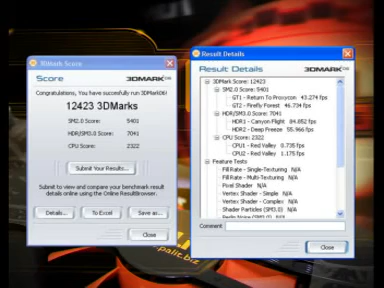 3DMark Score
Score
3DMARK06
Congratulations, You have succesfully run 3DMark06!
12423 3DMarks
SM2.0 Score: 5401
HDR/SM3.0 Score: 7041
CPU Score: 2322
Submit Your Results...
Submit to view and compare your benchmark
result details online using the Online ResultBrowser.
Details...
To Excel
Save as...
Close
Result Details
Result Details
3DMARK06
3DMark Score: 12423
SM2.0 Score: 5401
GT1 - Return To Proxycon 43.274 fps
GT2 - Firefly Forest 46.734 fps
HDR/SM3.0 Score: 7041
HDR1 - Canyon Flight 84.852 fps
HDR2 - Deep Freeze 55.966 fps
CPU Score: 2322
CPU1 - Red Valley 0.735 fps
CPU2 - Red Valley 1.175 fps
Feature Tests
Fill Rate - Single-Texturing N/A
Fill Rate - Multi-Texturing N/A
Pixel Shader N/A
Vertex Shader - Simple N/A
Vertex Shader - Complex N/A
Shader Particles (SM3.0) N/A
Perlin Noise (SM3.0) N/A
Comment
Close
palit.biz